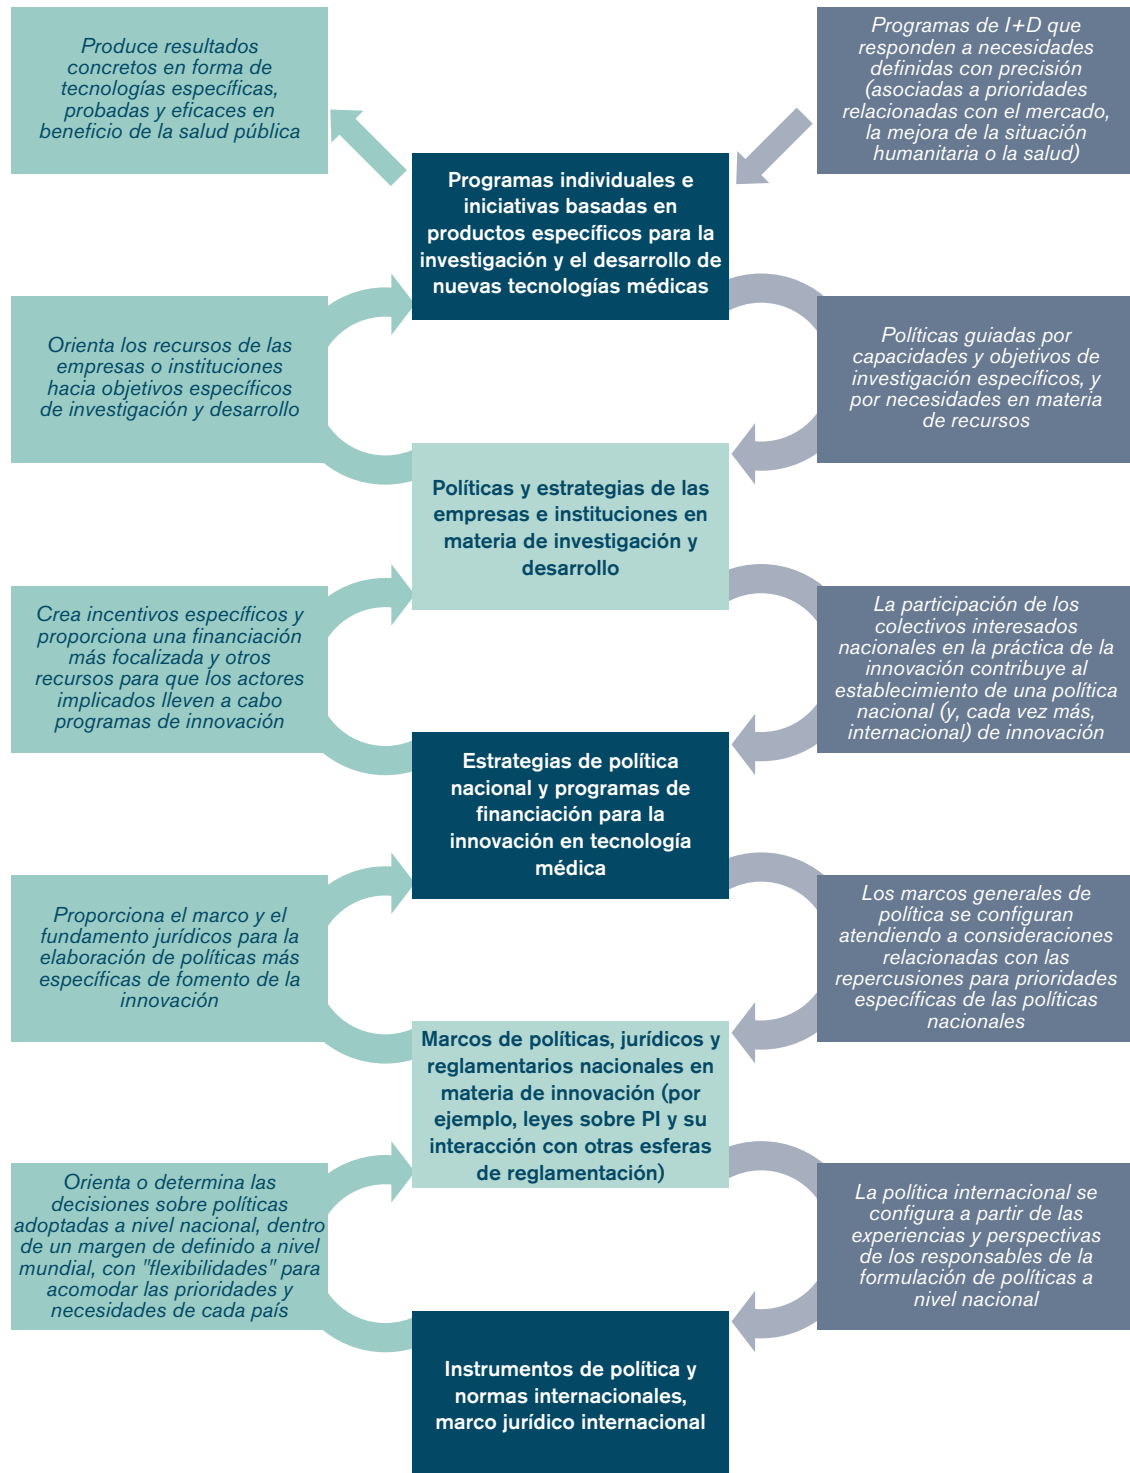 Produce resultados
concretos en forma de
tecnologías específicas,
probadas y eficaces en
beneficio de la salud pública
Programas de I+D que
responden a necesidades
definidas con precisión
(asociadas a prioridades
relacionadas con el mercado,
la mejora de la situación
humanitaria o la salud)
Programas individuales e
iniciativas basadas en
productos específicos para la
investigación y el desarrollo de
nuevas tecnologías médicas
Orienta los recursos de las
empresas o instituciones
hacia objetivos específicos
de investigación y desarrollo
Políticas guiadas por
capacidades y objetivos de
investigación específicos, y
por necesidades en materia
de recursos
Políticas y estrategias de las
empresas e instituciones en
materia de investigación y
desarrollo
Crea incentivos específicos y
proporciona una financiación
más focalizada y otros
recursos para que los actores
implicados lleven a cabo
programas de innovación
La participación de los
colectivos interesados
nacionales en la práctica de la
innovación contribuye al
establecimiento de una política
nacional (y, cada vez más,
internacional) de innovación
Estrategias de política
nacional y programas de
financiación para la
innovación en tecnología
médica
Proporciona el marco y el
fundamento jurídicos para la
elaboración de políticas más
específicas de fomento de la
innovación
Los marcos generales de
política se configuran
atendiendo a consideraciones
relacionadas con las
repercusiones para prioridades
específicas de las políticas
nacionales
Marcos de políticas, jurídicos y
reglamentarios nacionales en
materia de innovación (por
ejemplo, leyes sobre PI y su
interacción con otras esferas
de reglamentación)
Orienta o determina las
decisiones sobre políticas
adoptadas a nivel nacional, dentro
de un margen de definido a nivel
mundial, con "flexibilidades" para
acomodar las prioridades y
necesidades de cada país
La política internacional se
configura a partir de las
experiencias y perspectivas
de los responsables de la
formulación de políticas a
nivel nacional
Instrumentos de política y
normas internacionales,
marco jurídico internacional